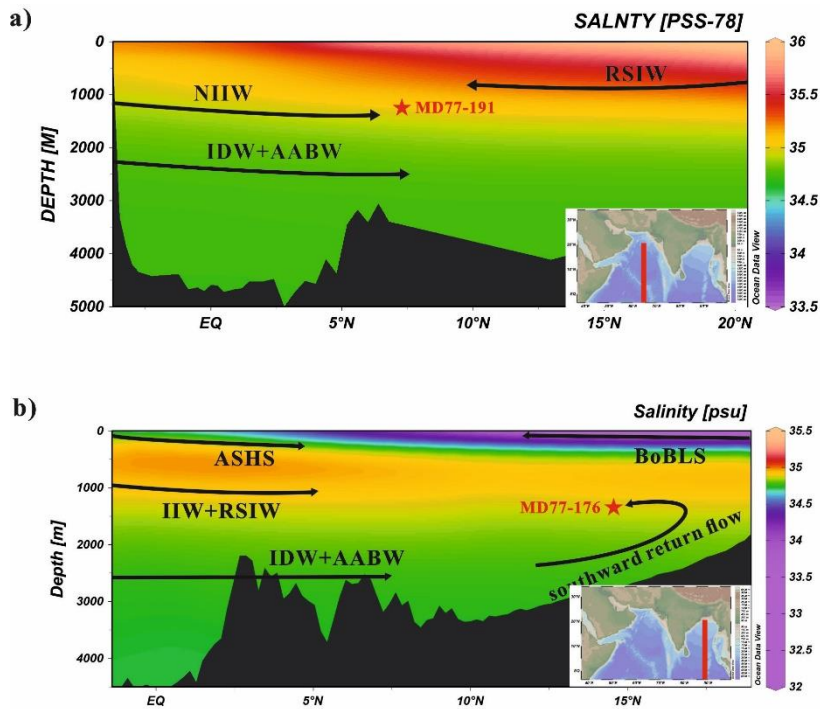 a)
SALNTY [PSS-78]
0
1000
2000
3000
4000
5000
DEPTH [M]
NIIW
RSIW
MD77-191
IDW+AABW
EQ
5°N
10°N
15°N
20°N
Ocean Data View
36
35.5
35
34.5
34
33.5
b)
Salinity [psu]
0
1000
2000
3000
4000
Depth [m]
ASHS
BoBLS
IIW+RSIW
MD77-176
IDW+AABW
southward return flow
EQ
5°N
15°N
Ocean Data View
35.5
35
34.5
34
33.5
33
32.5
32